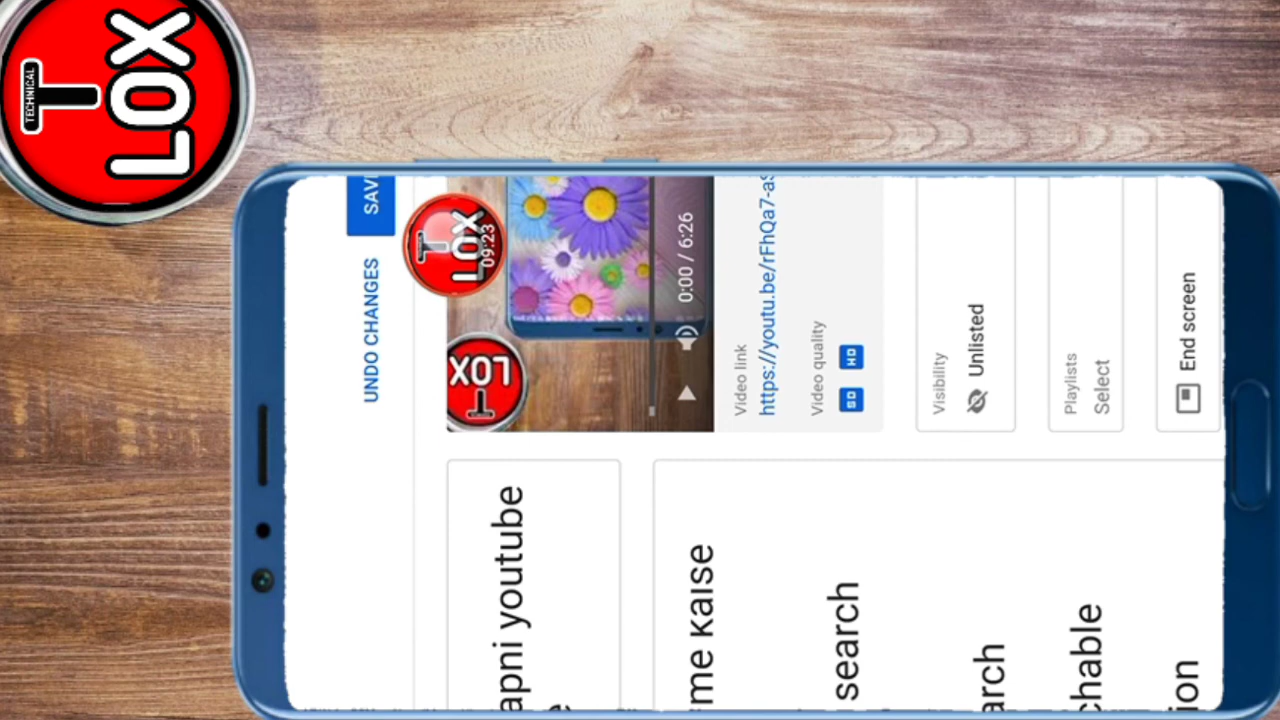 TECHNICAL
T
LOX
UNDO CHANGES
SAV
T
LOX
09:23
T
LOX
0:00 / 6:26
Video link
https://youtu.be/rFhQa7-aS
Video quality
SD HD
Visibility
Unlisted
Playlists
Select
End screen
apni youtube
e
me kaise
search
arch
chable
ion